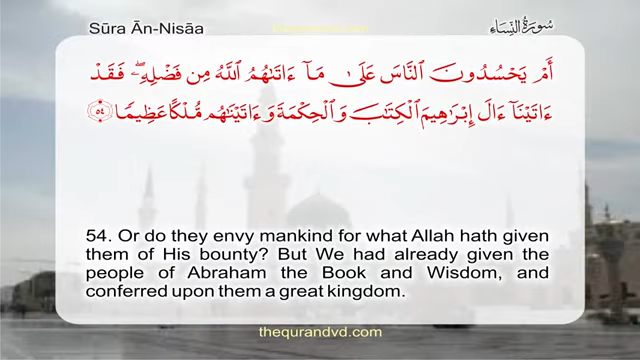 Sūra Ān-Nisāa
thequrandvd.com
سُورَةُ النِّسَاءِ
أَمْ يَحْسُدُونَ ٱلنَّاسَ عَلَىٰ مَآ ءَاتَىٰهُمُ ٱللَّهُ مِن فَضْلِهِۦ ۖ فَقَدْ
ءَاتَيْنَآ ءَالَ إِبْرَٰهِيمَ ٱلْكِتَٰبَ وَٱلْحِكْمَةَ وَءَاتَيْنَٰهُم مُّلْكًا عَظِيمًا ٥٤
54. Or do they envy mankind for what Allah hath given
them of His bounty? But We had already given the
people of Abraham the Book and Wisdom, and
conferred upon them a great kingdom.
thequrandvd.com